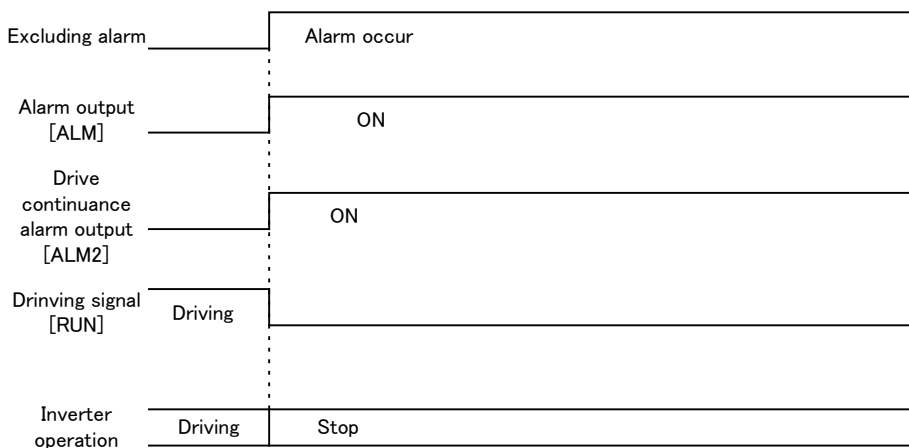 Excluding alarm
Alarm occur
Alarm output
[ALM]
ON
Drive
continuance
alarm output
[ALM2]
ON
Drinving signal
[RUN]
Driving
Inverter
operation
Driving
Stop